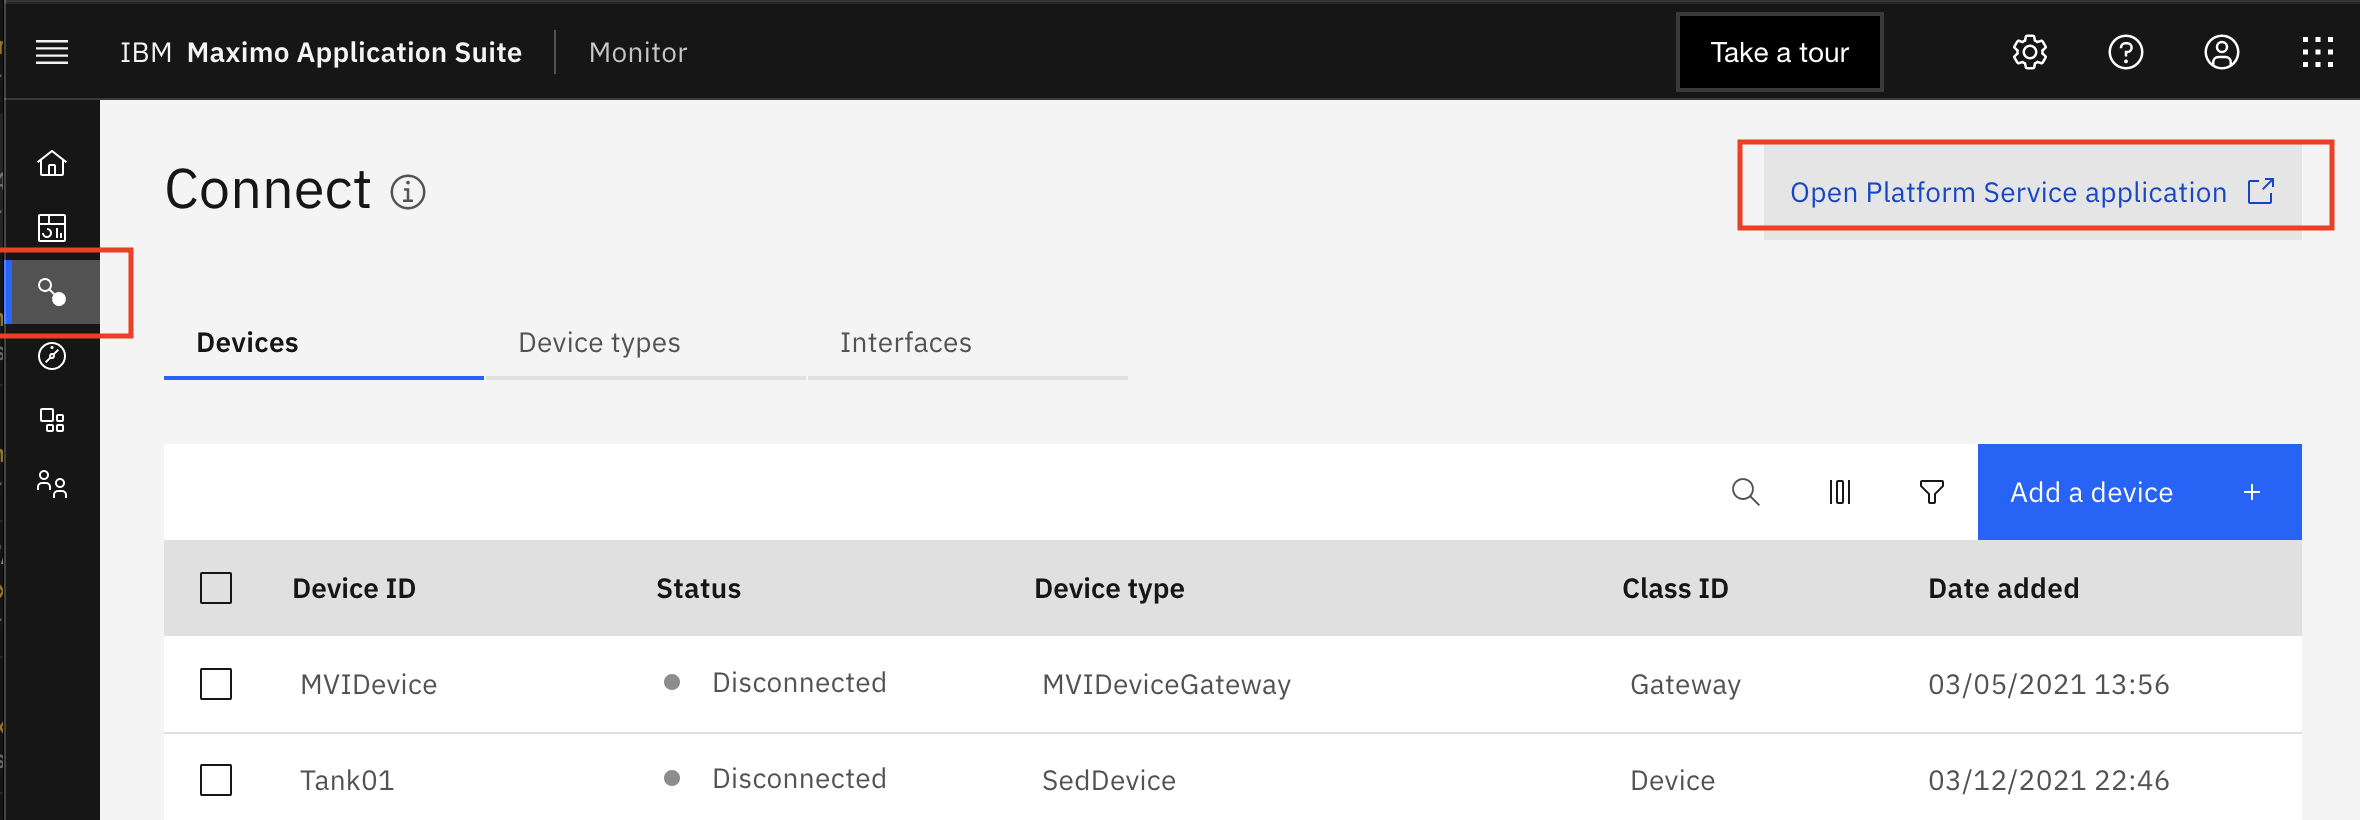 IBM Maximo Application Suite Monitor Take a tour
Connect
Open Platform Service application
Devices Device types Interfaces
Add a device +
Device ID Status Device type Class ID Date added
MVIDevice Disconnected MVIDeviceGateway Gateway 03/05/2021 13:56
Tank01 Disconnected SedDevice Device 03/12/2021 22:46